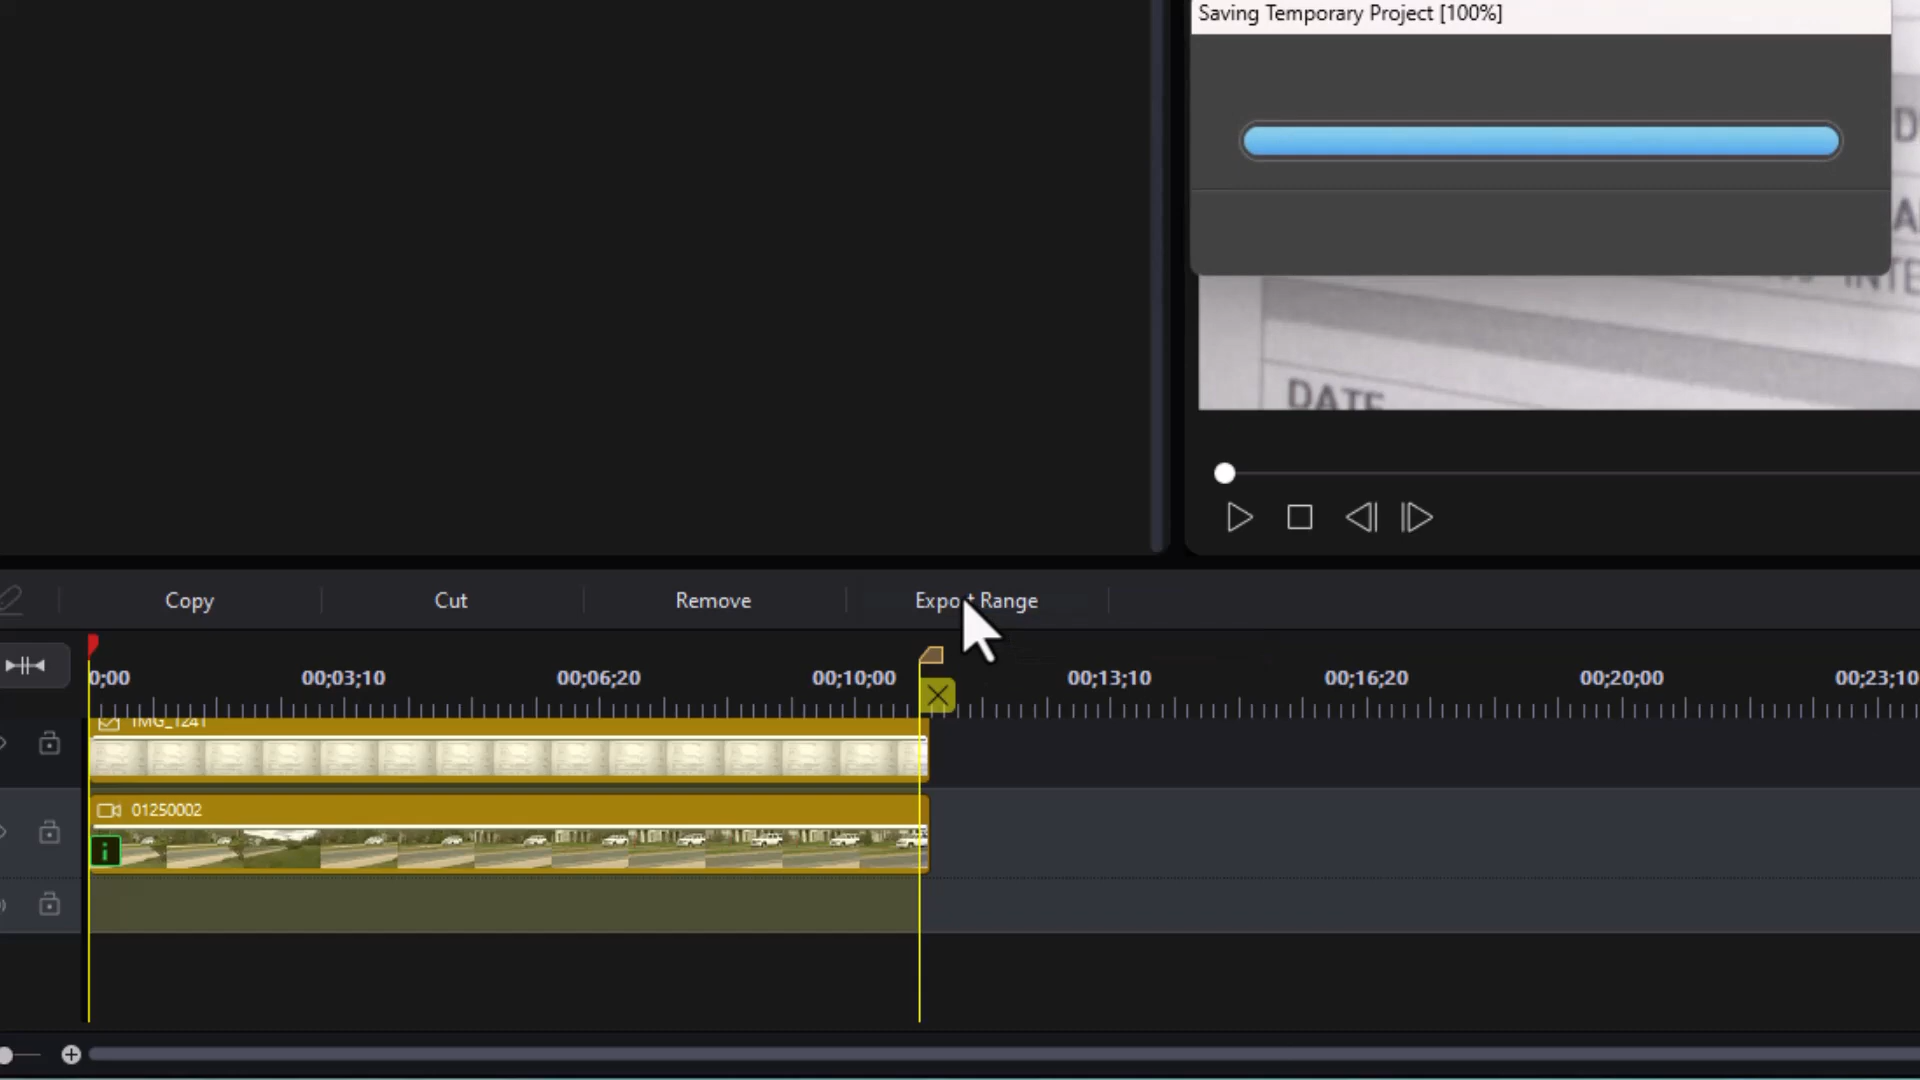 Saving Temporary Project [100%]
DATE
Copy
Cut
Remove
Export Range
0;00
00;03;10
00;06;20
00;10;00
00;13;10
00;16;20
00;20;00
00;23;10
IMG_1241
01250002